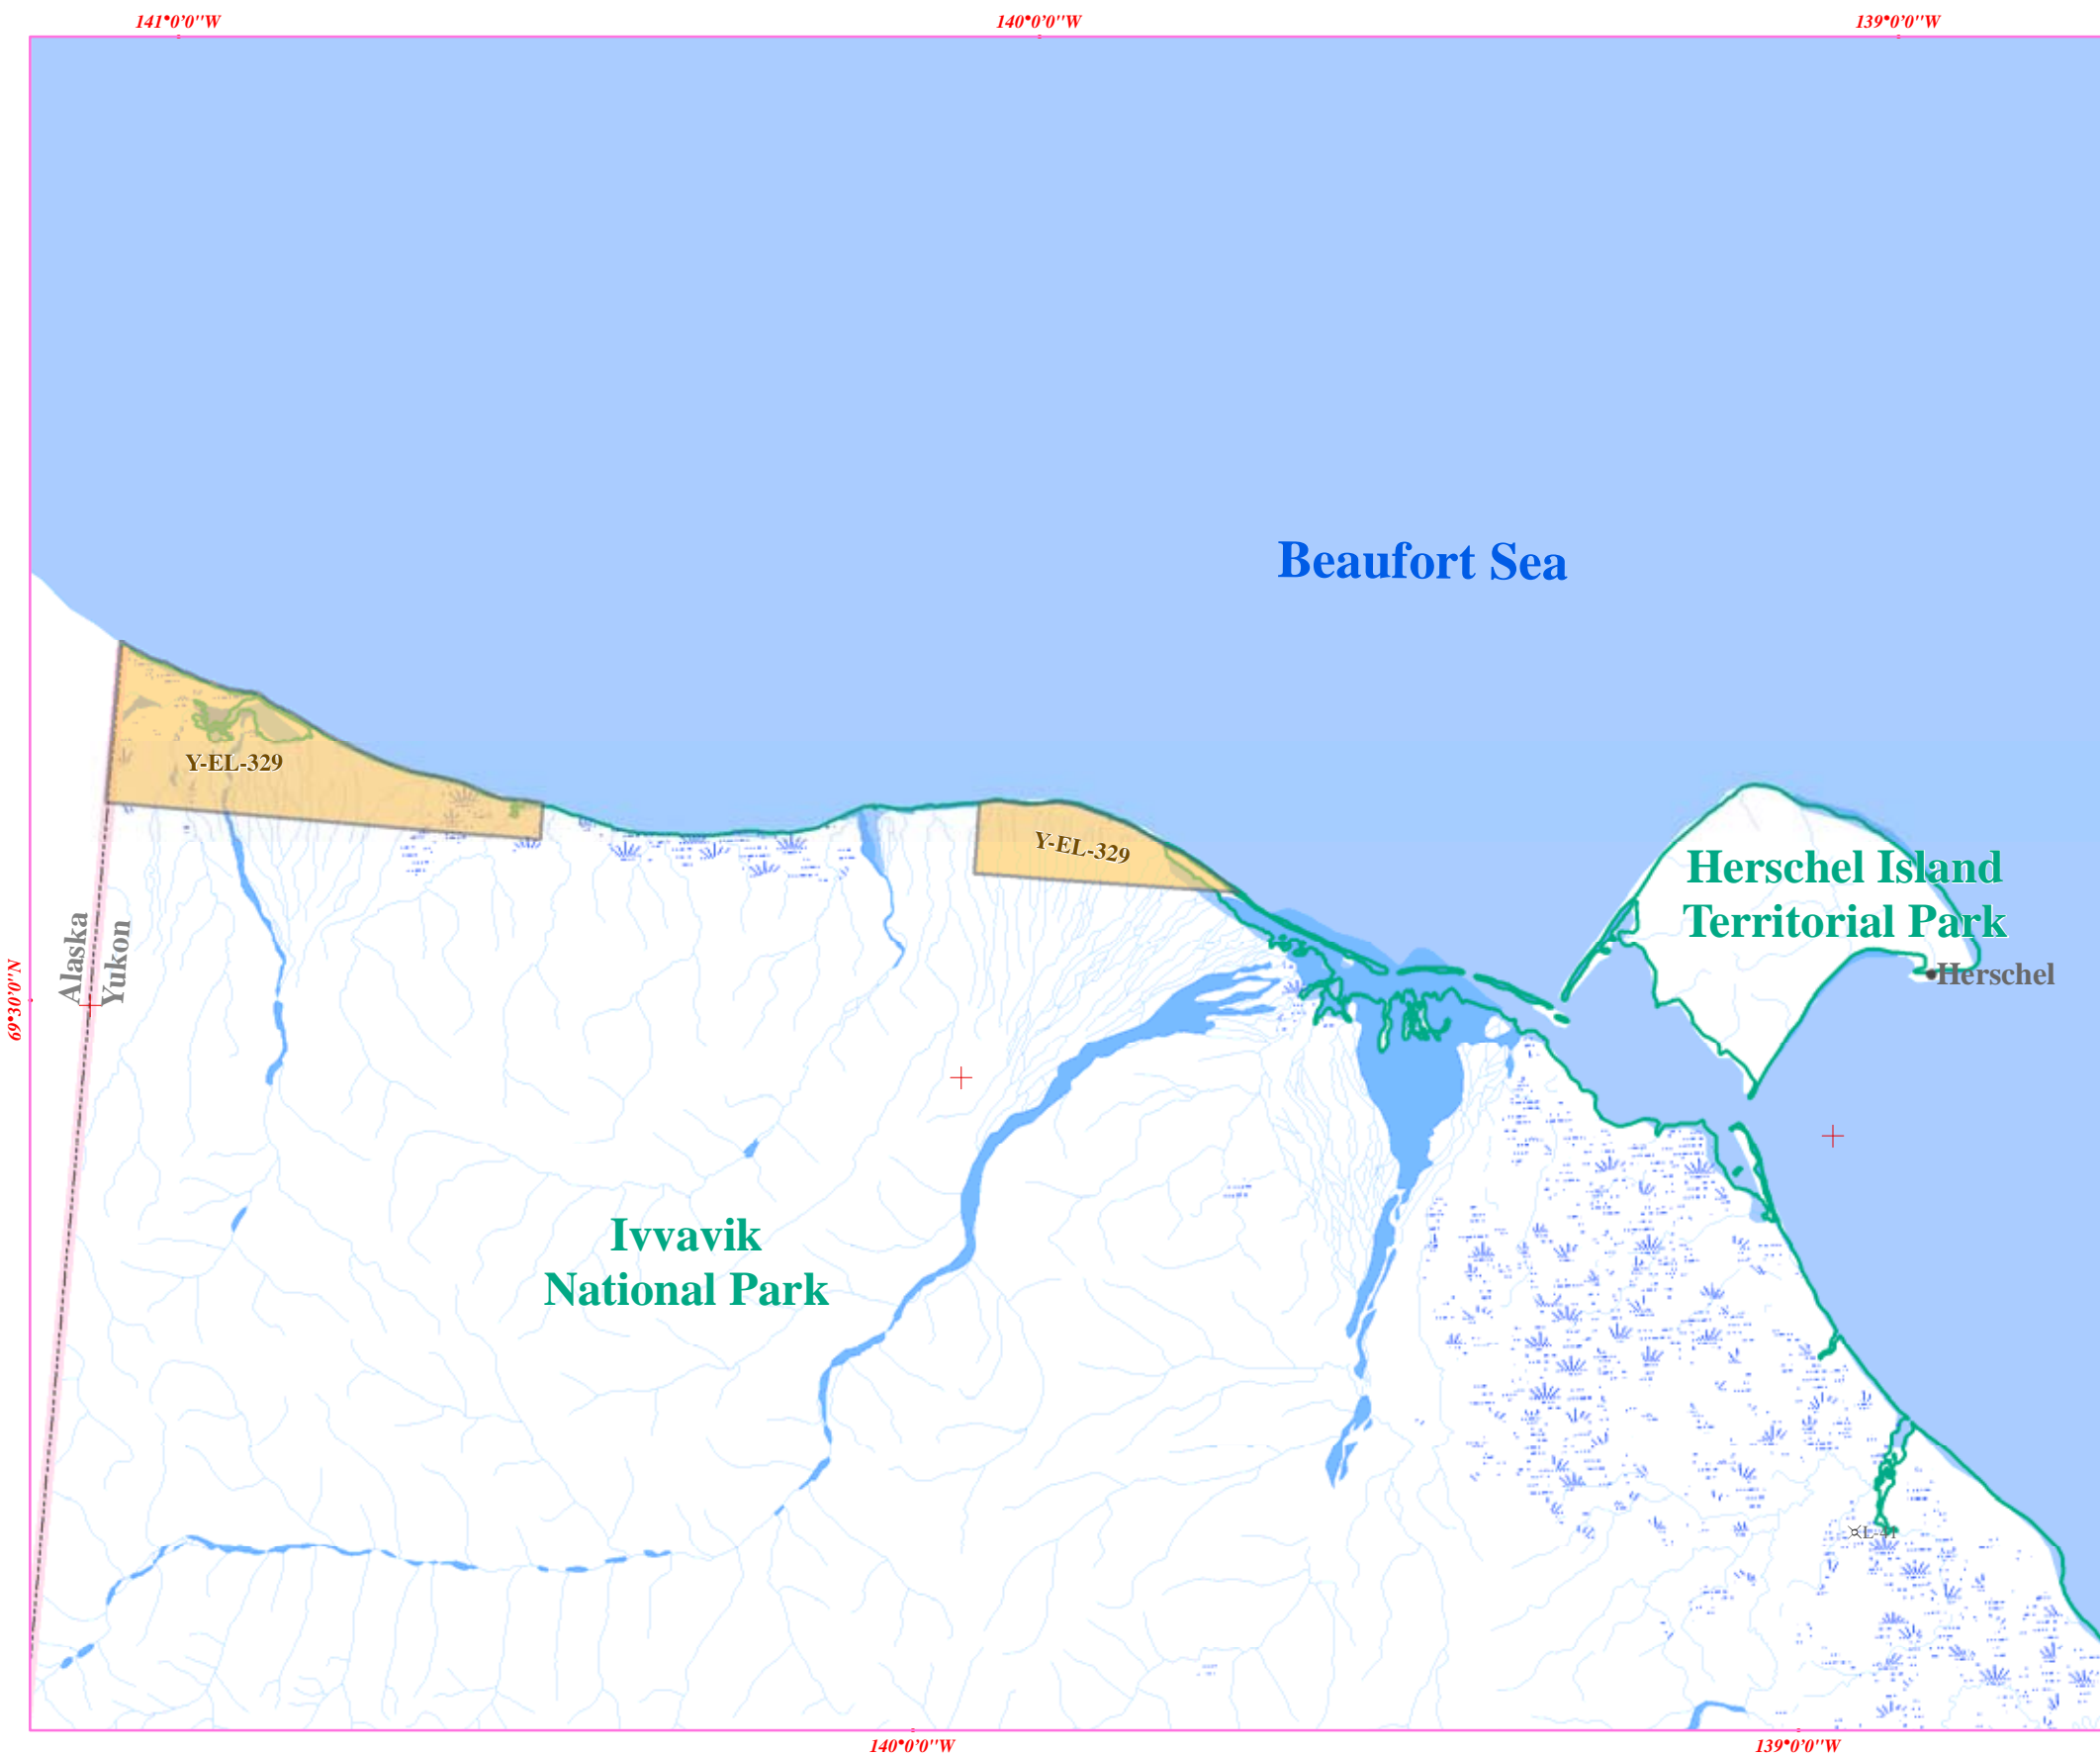 141°0'0"W
140°0'0"W
139°0'0"W
Beaufort Sea
Y-EL-329
Y-EL-329
Herschel Island
Territorial Park
Herschel
Alaska
Yukon
69°30'0"N
Ivvavik
National Park
L-41
140°0'0"W
139°0'0"W